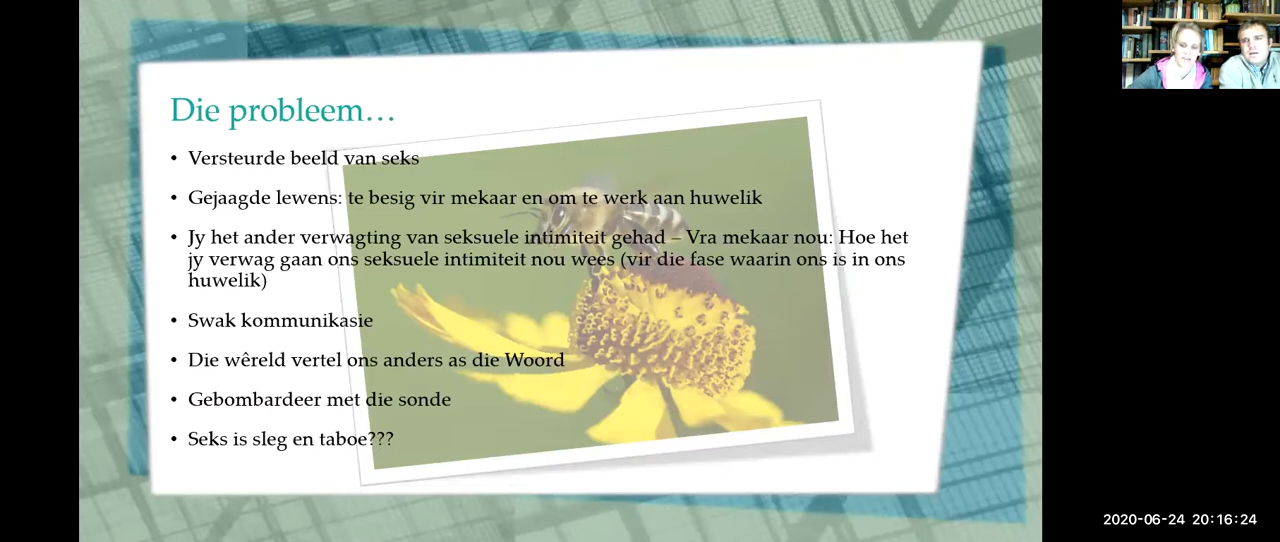 Die probleem…
• Versteurde beeld van seks
• Gejaagde lewens: te besig vir mekaar en om te werk aan huwelik
• Jy het ander verwagting van seksuele intimiteit gehad – Vra mekaar nou: Hoe het
jy verwag gaan ons seksuele intimiteit nou wees (vir die fase waarin ons is in ons
huwelik)
• Swak kommunikasie
• Die wêreld vertel ons anders as die Woord
• Gebombardeer met die sonde
• Seks is sleg en taboe???
2020-06-24 20:16:24